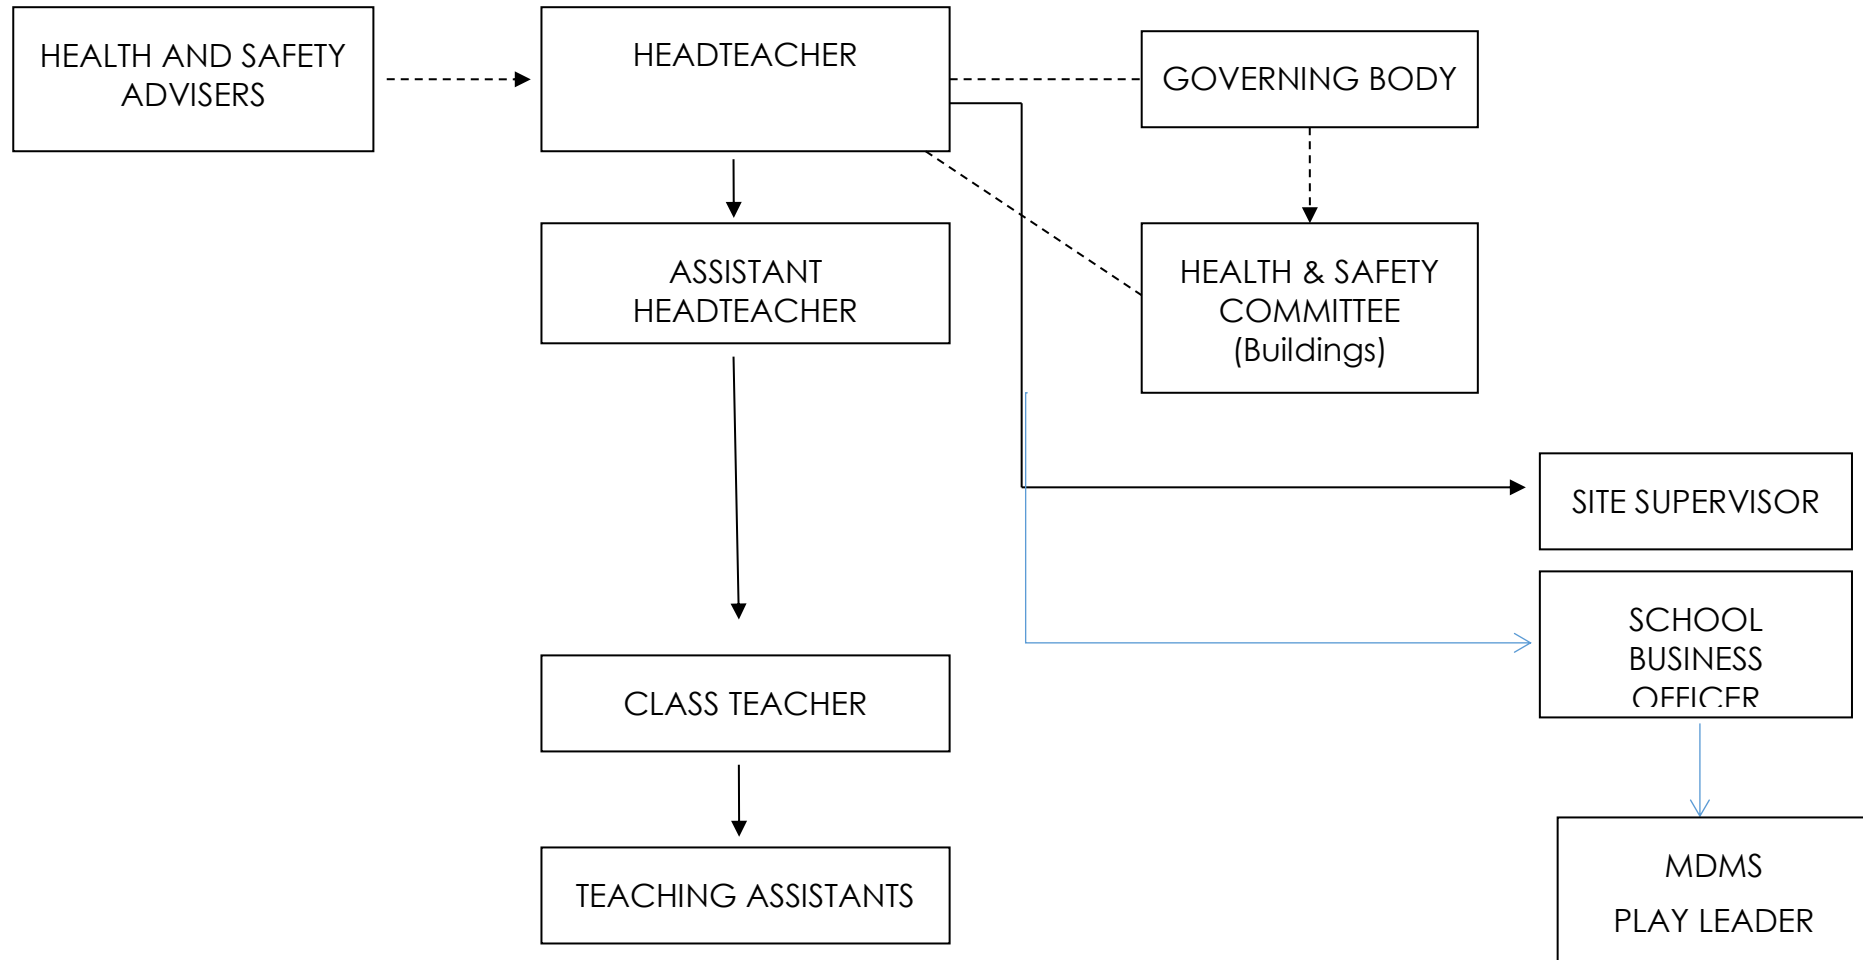 HEALTH AND SAFETY
ADVISERS
HEADTEACHER
GOVERNING BODY
ASSISTANT
HEADTEACHER
HEALTH & SAFETY
COMMITTEE
(Buildings)
SITE SUPERVISOR
SCHOOL
BUSINESS
OFFICER
CLASS TEACHER
TEACHING ASSISTANTS
MDMS
PLAY LEADER